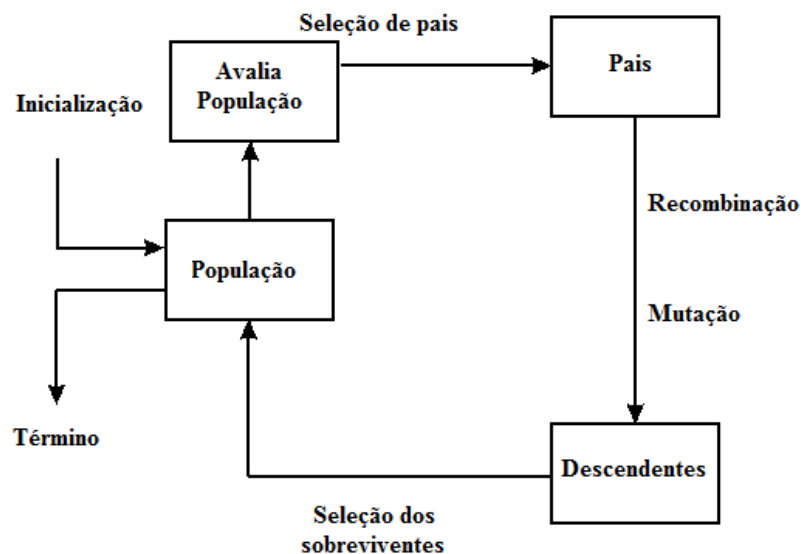 Seleção de pais
Avalia
População
Pais
Inicialização
Recombinação
População
Mutação
Término
Descendentes
Seleção dos
sobreviventes